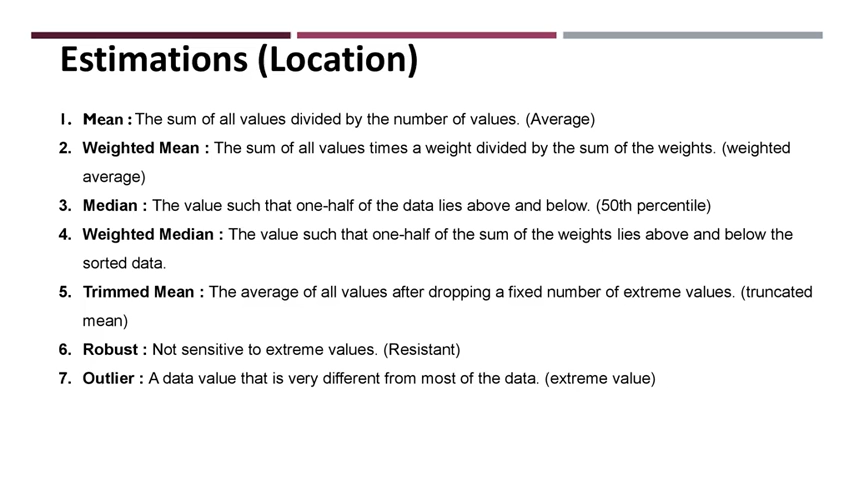 Estimations (Location)
1. Mean : The sum of all values divided by the number of values. (Average)
2. Weighted Mean : The sum of all values times a weight divided by the sum of the weights. (weighted
average)
3. Median : The value such that one-half of the data lies above and below. (50th percentile)
4. Weighted Median : The value such that one-half of the sum of the weights lies above and below the
sorted data.
5. Trimmed Mean : The average of all values after dropping a fixed number of extreme values. (truncated
mean)
6. Robust : Not sensitive to extreme values. (Resistant)
7. Outlier : A data value that is very different from most of the data. (extreme value)